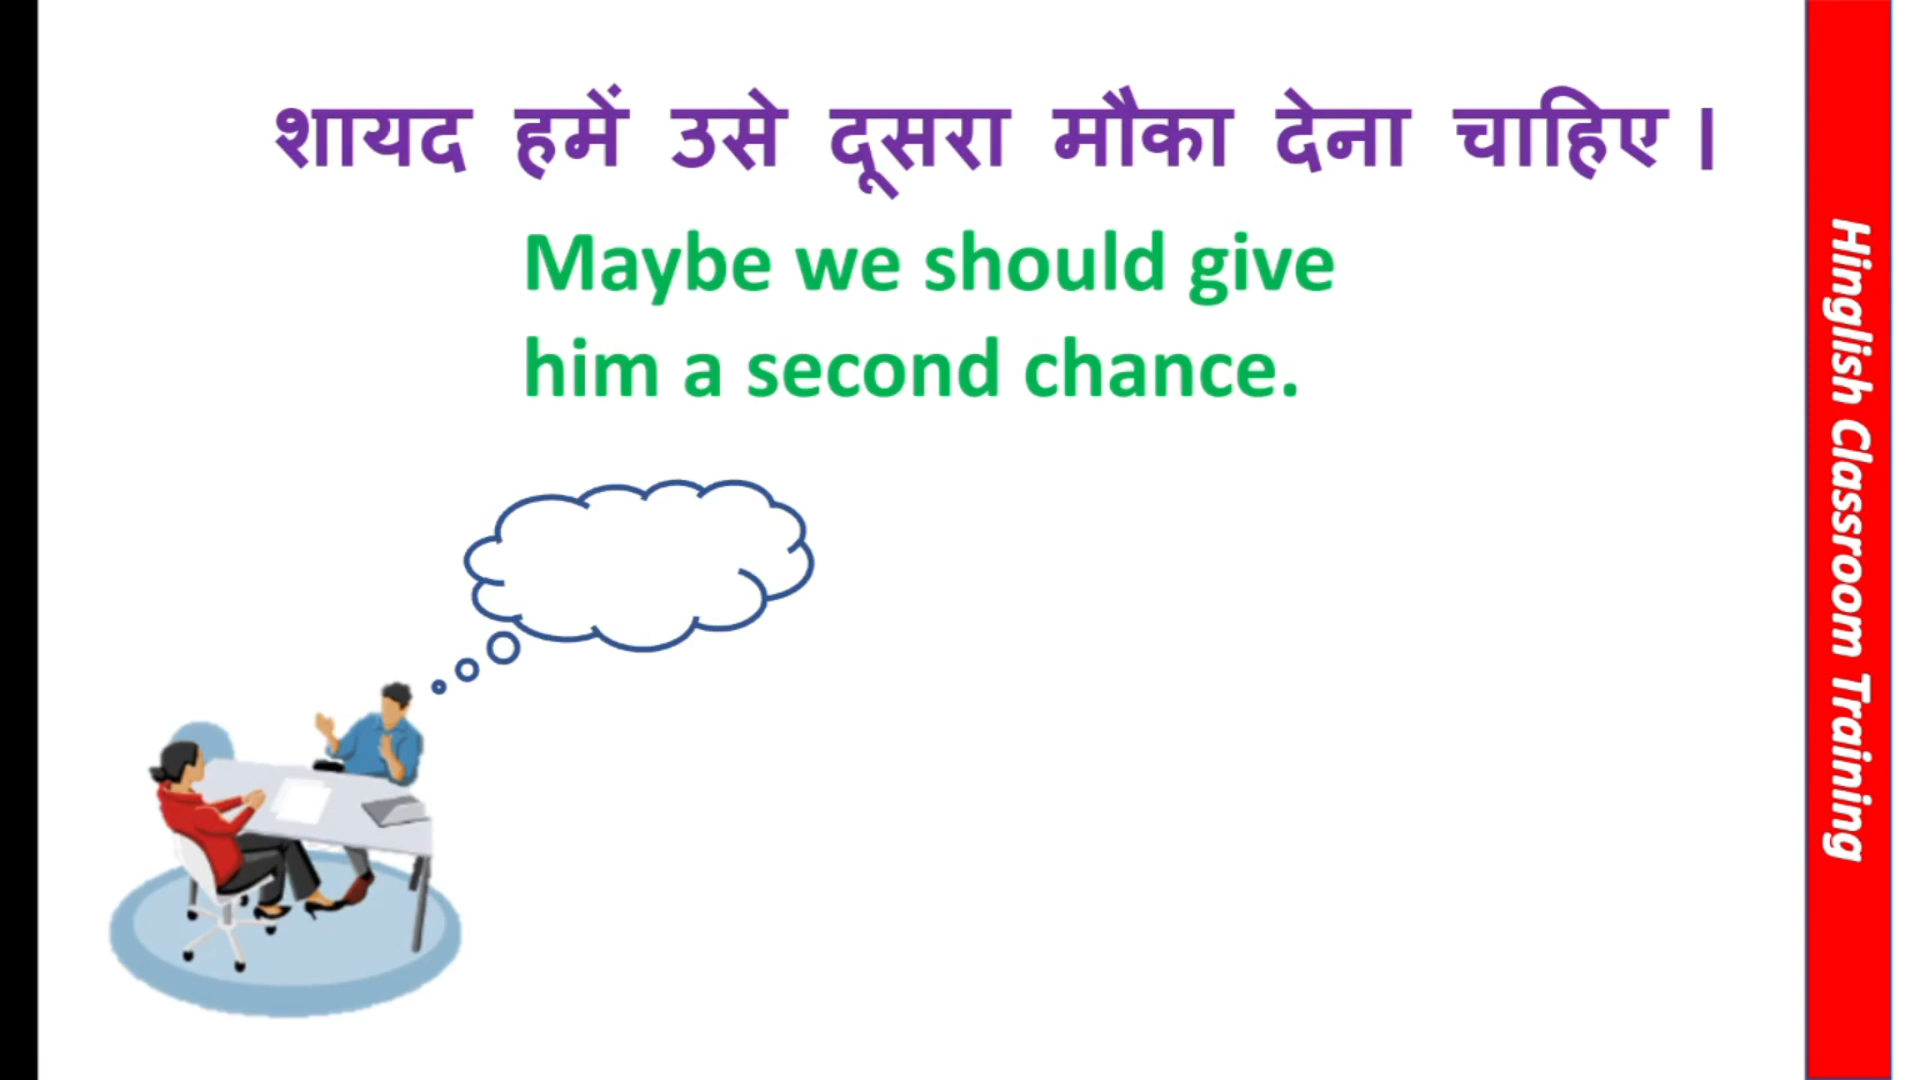 शायद हमें उसे दूसरा मौका देना चाहिए ।
Maybe we should give
him a second chance.
Hinglish Classroom Training